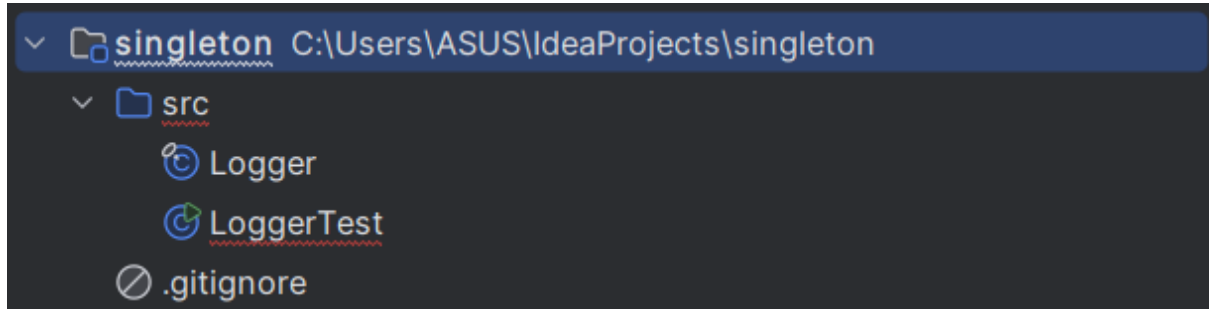 singleton C:\Users\ASUS\IdeaProjects\singleton
src
Logger
LoggerTest
.gitignore